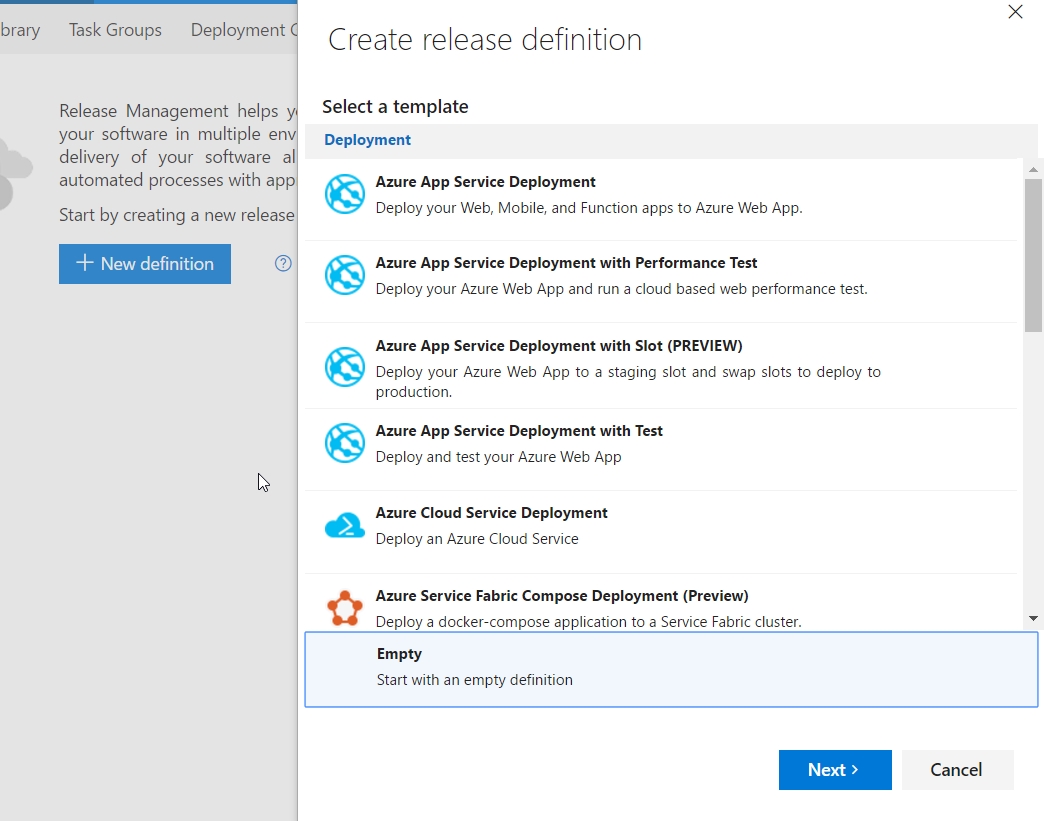 brary Task Groups Deployment
Release Management helps
your software in multiple env
delivery of your software al
automated processes with app
Start by creating a new release
+ New definition
?
Create release definition
Select a template
Deployment
Azure App Service Deployment
Deploy your Web, Mobile, and Function apps to Azure Web App.
Azure App Service Deployment with Performance Test
Deploy your Azure Web App and run a cloud based web performance test.
Azure App Service Deployment with Slot (PREVIEW)
Deploy your Azure Web App to a staging slot and swap slots to deploy to
production.
Azure App Service Deployment with Test
Deploy and test your Azure Web App
Azure Cloud Service Deployment
Deploy an Azure Cloud Service
Azure Service Fabric Compose Deployment (Preview)
Deploy a docker-compose application to a Service Fabric cluster.
Empty
Start with an empty definition
Next >
Cancel